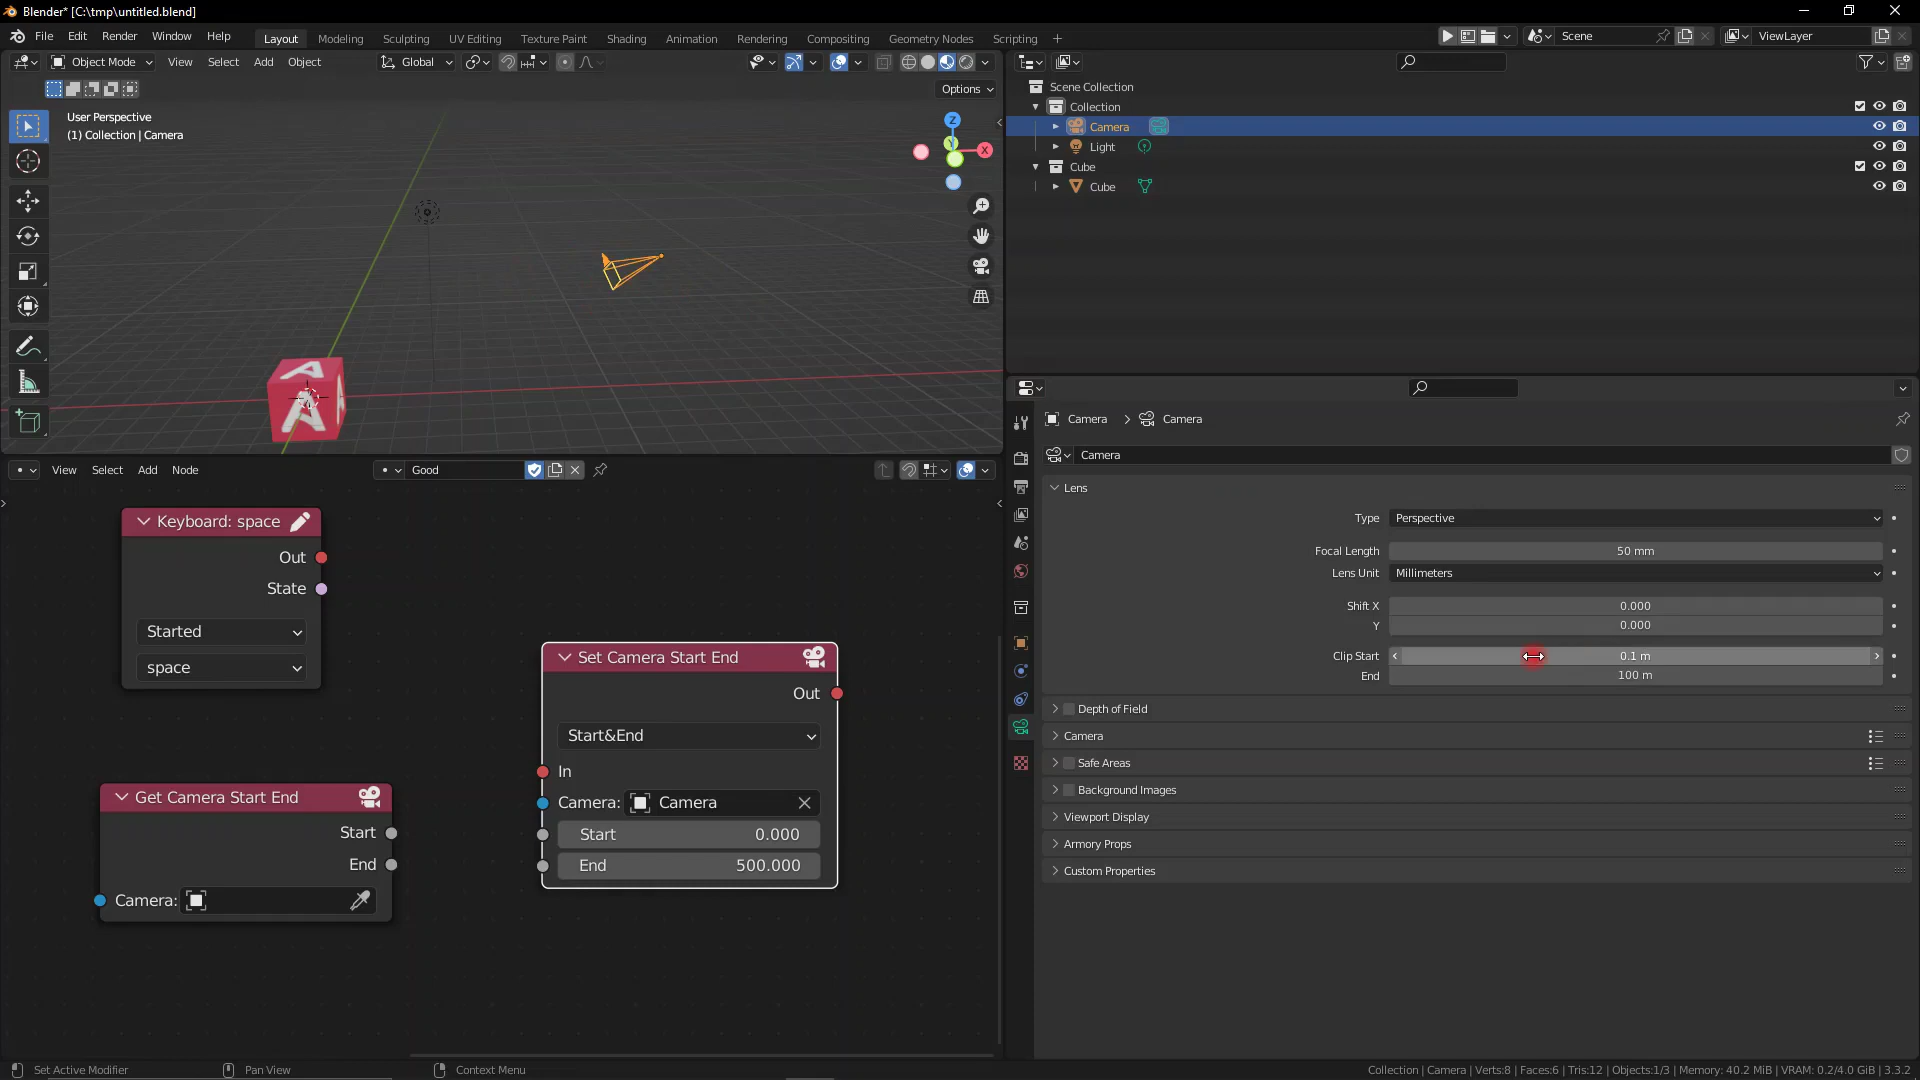 Blender* [C:\tmp\untitled.blend]
File Edit Render Window Help Layout Modeling Sculpting UV Editing Texture Paint Shading Animation Rendering Compositing Geometry Nodes Scripting + Scene ViewLayer
Object Mode View Select Add Object Global
Options
User Perspective
(1) Collection | Camera
Z
Y
X
A
A
Scene Collection
Collection
Camera
Light
Cube
Cube
View Select Add Node Good
Keyboard: space
Out
State
Started
space
Get Camera Start End
Start
End
Camera:
Set Camera Start End
Out
Start&End
In
Camera: Camera
Start 0.000
End 500.000
Camera > Camera
Camera
Lens
Type Perspective
Focal Length 50 mm
Lens Unit Millimeters
Shift X 0.000
Y 0.000
Clip Start 0.1 m
End 100 m
Depth of Field
Camera
Safe Areas
Background Images
Viewport Display
Armory Props
Custom Properties
Set Active Modifier Pan View Context Menu Collection | Camera | Verts:8 | Faces:6 | Tris:12 | Objects:1/3 | Memory: 40.2 MiB | VRAM: 0.2/4.0 GiB | 3.3.2